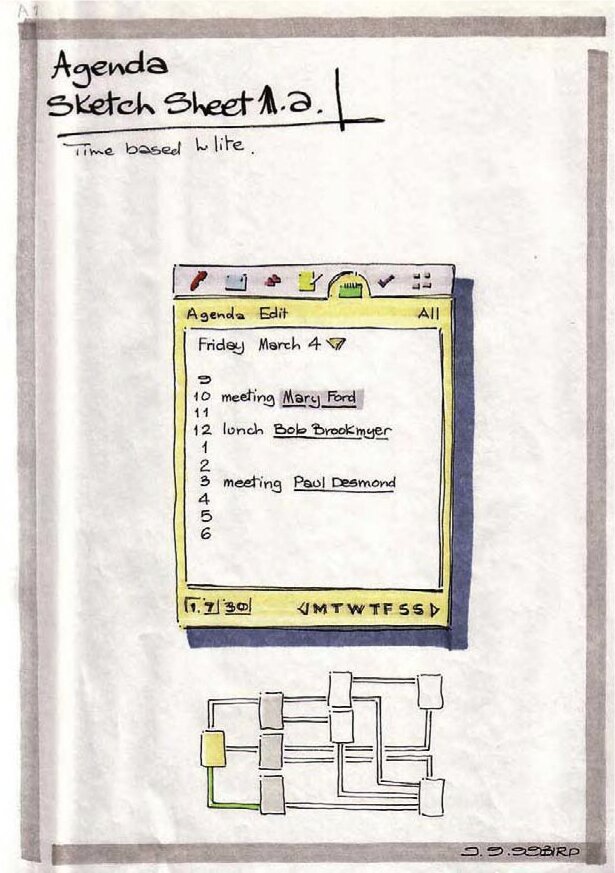 A1
Agenda
Sketch Sheet 1.a.
Time based lite.
Agenda Edit All
Friday March 4
9
10 meeting Mary Ford
11
12 lunch Bob Brookmyer
1
2
3 meeting Paul Desmond
4
5
6
1. 7 30 MTWTFSS